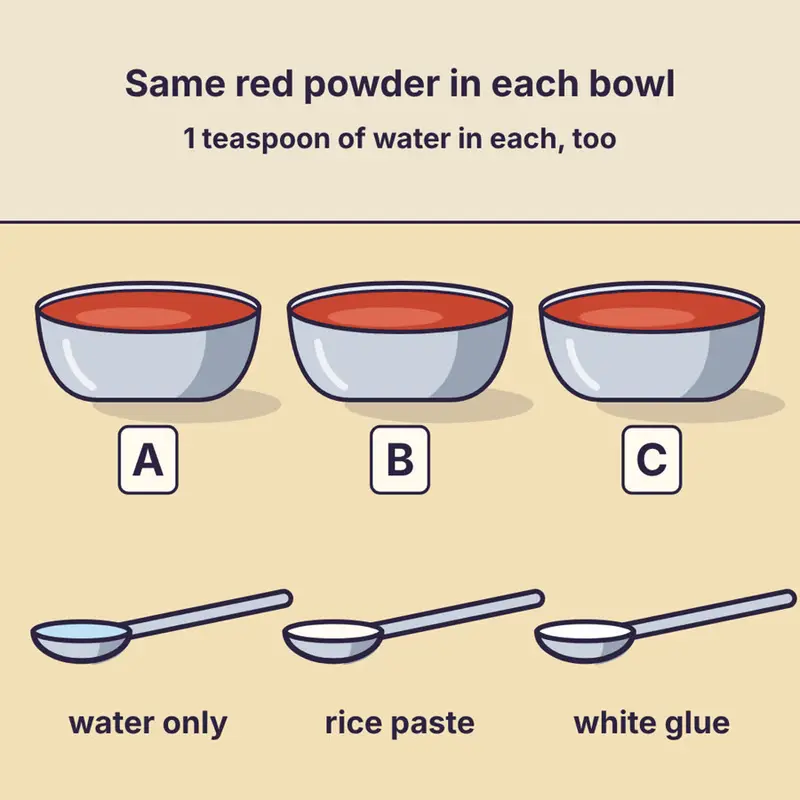 Same red powder in each bowl
1 teaspoon of water in each, too
A B C
water only rice paste white glue